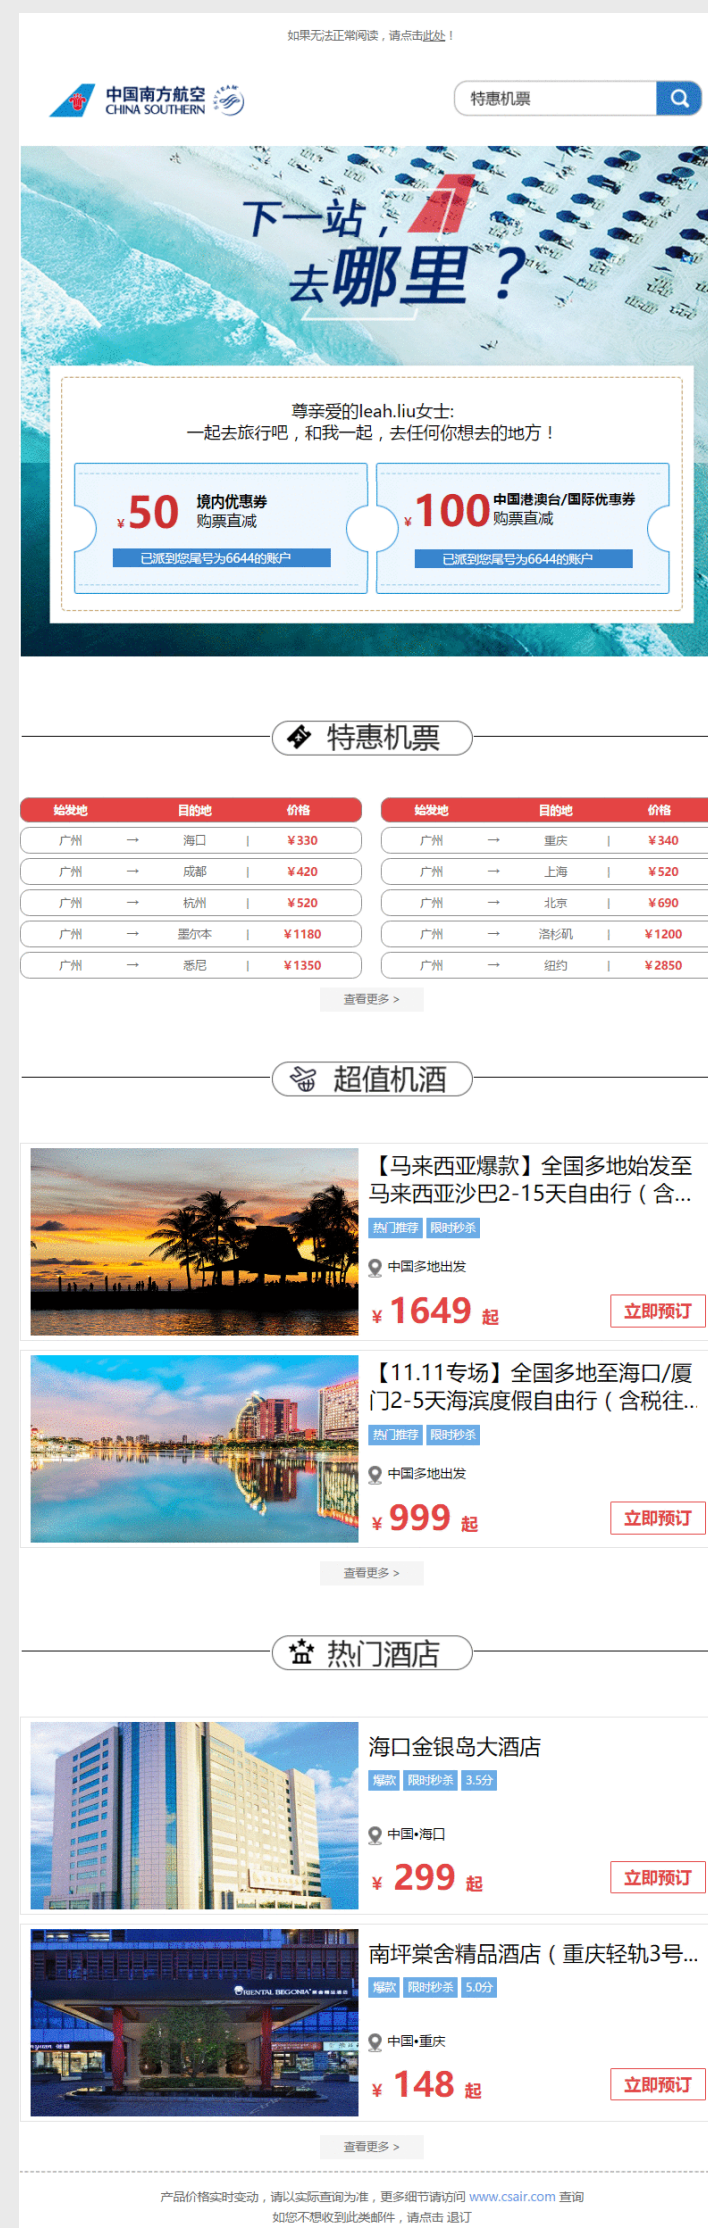 如果无法正常阅读，请点击此处！
中国南方航空
CHINA SOUTHERN
SKYTEAM
特惠机票
下一站，
去哪里？
尊亲爱的leah.liu女士:
一起去旅行吧，和我一起，去任何你想去的地方！
¥50 境内优惠券
购票直减
已派到您尾号为6644的账户
¥100 中国港澳台/国际优惠券
购票直减
已派到您尾号为6644的账户
特惠机票
始发地 目的地 价格
广州 → 海口 | ¥330
广州 → 成都 | ¥420
广州 → 杭州 | ¥520
广州 → 墨尔本 | ¥1180
广州 → 悉尼 | ¥1350
始发地 目的地 价格
广州 → 重庆 | ¥340
广州 → 上海 | ¥520
广州 → 北京 | ¥690
广州 → 洛杉矶 | ¥1200
广州 → 纽约 | ¥2850
查看更多 >
超值机酒
【马来西亚爆款】全国多地始发至
马来西亚沙巴2-15天自由行（含...
热门推荐 限时秒杀
中国多地出发
¥ 1649 起 立即预订
【11.11专场】全国多地至海口/厦
门2-5天海滨度假自由行（含税往...
热门推荐 限时秒杀
中国多地出发
¥ 999 起 立即预订
查看更多 >
热门酒店
海口金银岛大酒店
爆款 限时秒杀 3.5分
中国•海口
¥ 299 起 立即预订
ORIENTAL BEGONIA
南坪棠舍精品酒店（重庆轻轨3号...
爆款 限时秒杀 5.0分
中国•重庆
¥ 148 起 立即预订
查看更多 >
产品价格实时变动，请以实际查询为准，更多细节请访问 www.csair.com 查询
如您不想收到此类邮件，请点击 退订